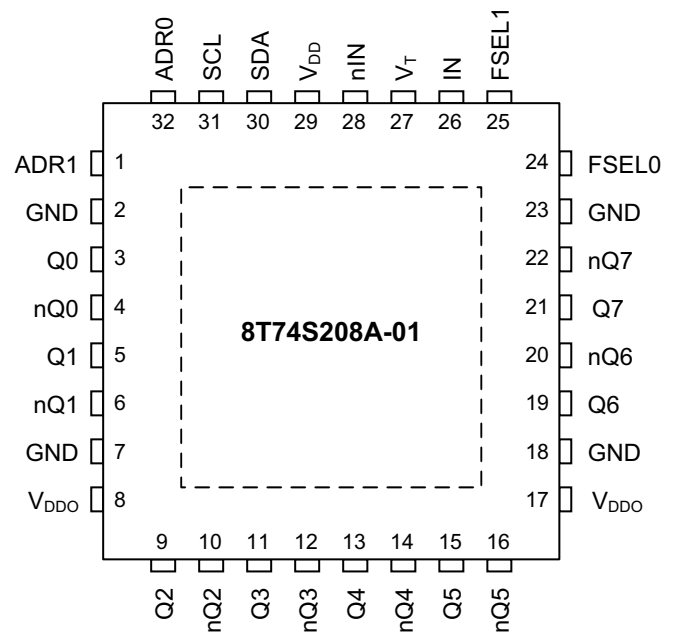 ADR0 SCL SDA VDD nIN VT IN FSEL1
32 31 30 29 28 27 26 25
ADR1 1 24 FSEL0
GND 2 23 GND
Q0 3 22 nQ7
nQ0 4 21 Q7
8T74S208A-01
Q1 5 20 nQ6
nQ1 6 19 Q6
GND 7 18 GND
VDDO 8 17 VDDO
9 10 11 12 13 14 15 16
Q2 nQ2 Q3 nQ3 Q4 nQ4 Q5 nQ5